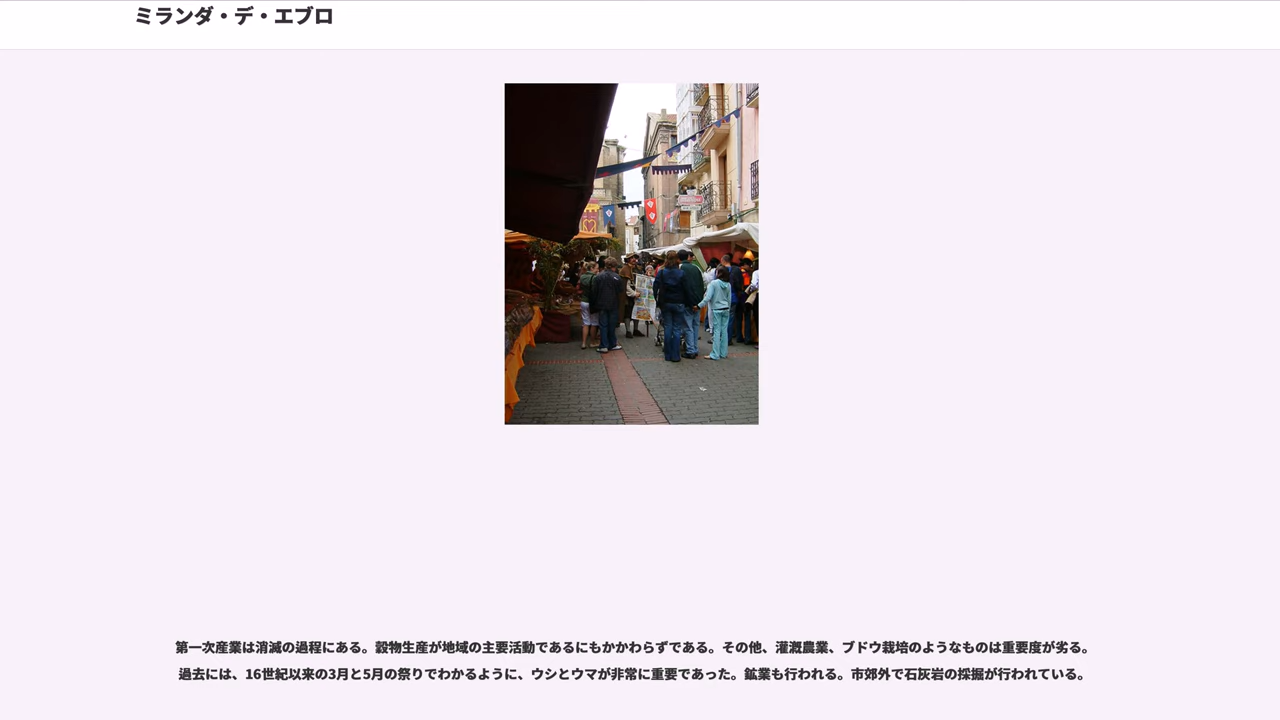 ミランダ・デ・エブロ
第一次産業は消滅の過程にある。穀物生産が地域の主要活動であるにもかかわらずである。その他、灌漑農業、ブドウ栽培のようなものは重要度が劣る。
過去には、16世紀以来の3月と5月の祭りでわかるように、ウシとウマが非常に重要であった。鉱業も行われる。市郊外で石灰岩の採掘が行われている。